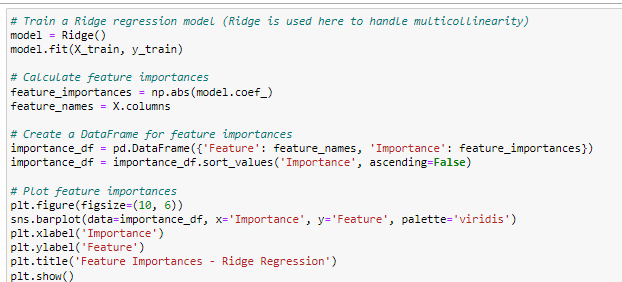 # Train a Ridge regression model (Ridge is used here to handle multicollinearity)
model = Ridge()
model.fit(X_train, y_train)
# Calculate feature importances
feature_importances = np.abs(model.coef_)
feature_names = X.columns
# Create a DataFrame for feature importances
importance_df = pd.DataFrame({'Feature': feature_names, 'Importance': feature_importances})
importance_df = importance_df.sort_values('Importance', ascending=False)
# Plot feature importances
plt.figure(figsize=(10, 6))
sns.barplot(data=importance_df, x='Importance', y='Feature', palette='viridis')
plt.xlabel('Importance')
plt.ylabel('Feature')
plt.title('Feature Importances - Ridge Regression')
plt.show()